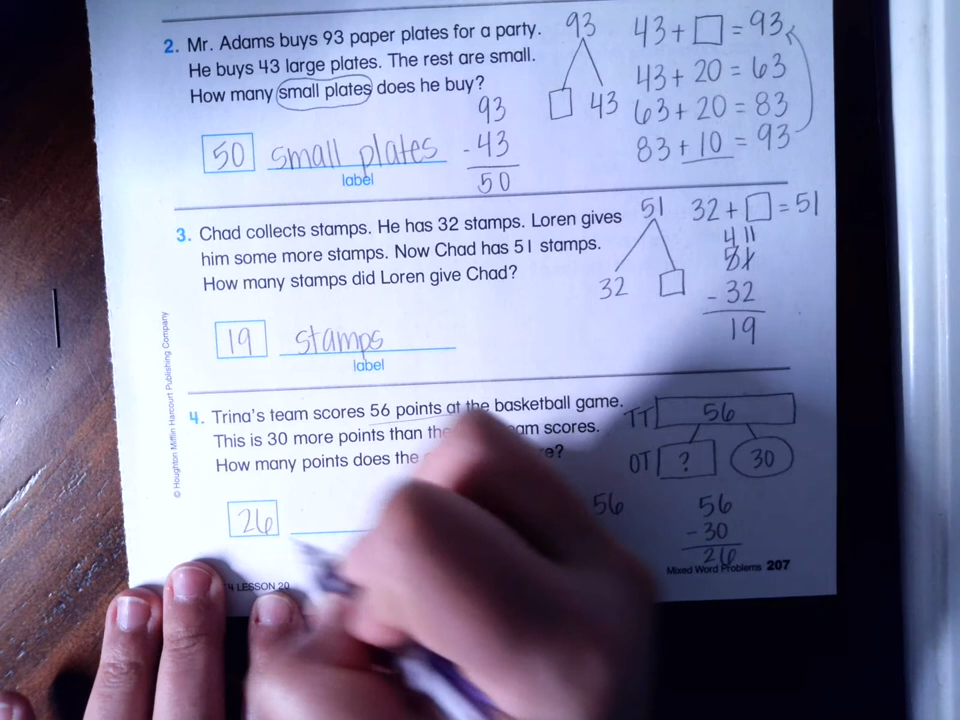 2. Mr. Adams buys 93 paper plates for a party.
He buys 43 large plates. The rest are small.
How many small plates does he buy?
50 small plates
label
93
- 43
50
93
43
43 + □ = 93
43 + 20 = 63
63 + 20 = 83
83 + 10 = 93
3. Chad collects stamps. He has 32 stamps. Loren gives
him some more stamps. Now Chad has 51 stamps.
How many stamps did Loren give Chad?
19 stamps
label
51
32
32 + □ = 51
4 11
51
- 32
19
© Houghton Mifflin Harcourt Publishing Company
4. Trina's team scores 56 points at the basketball game.
This is 30 more points than the scores.
How many points does the
26
TT 56
OT ? 30
56
56
- 30
26
4 LESSON 20
Mixed Word Problems 207